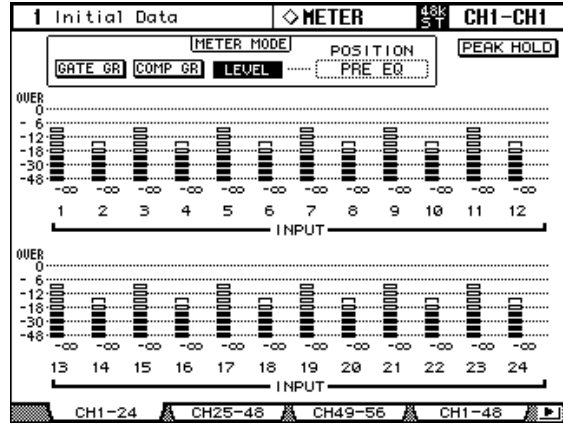 1 Initial Data ◇METER 48K ST CH1-CH1
METER MODE POSITION PEAK HOLD
GATE GR COMP GR LEVEL PRE EQ
OVER
0
- 6
-12
-18
-30
-48
-∞ -∞ -∞ -∞ -∞ -∞ -∞ -∞ -∞ -∞ -∞ -∞
1 2 3 4 5 6 7 8 9 10 11 12
INPUT
OVER
0
- 6
-12
-18
-30
-48
-∞ -∞ -∞ -∞ -∞ -∞ -∞ -∞ -∞ -∞ -∞ -∞
13 14 15 16 17 18 19 20 21 22 23 24
INPUT
CH1-24 CH25-48 CH49-56 CH1-48